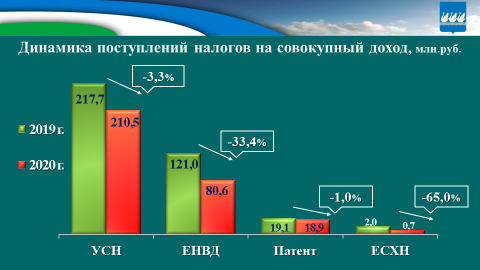 Динамика поступлений налогов на совокупный доход, млн.руб.
2019 г.
2020 г.
217,7
210,5
-3,3%
121,0
80,6
-33,4%
19,1
18,9
-1,0%
2,0
0,7
-65,0%
УСН
ЕНВД
Патент
ЕСХН